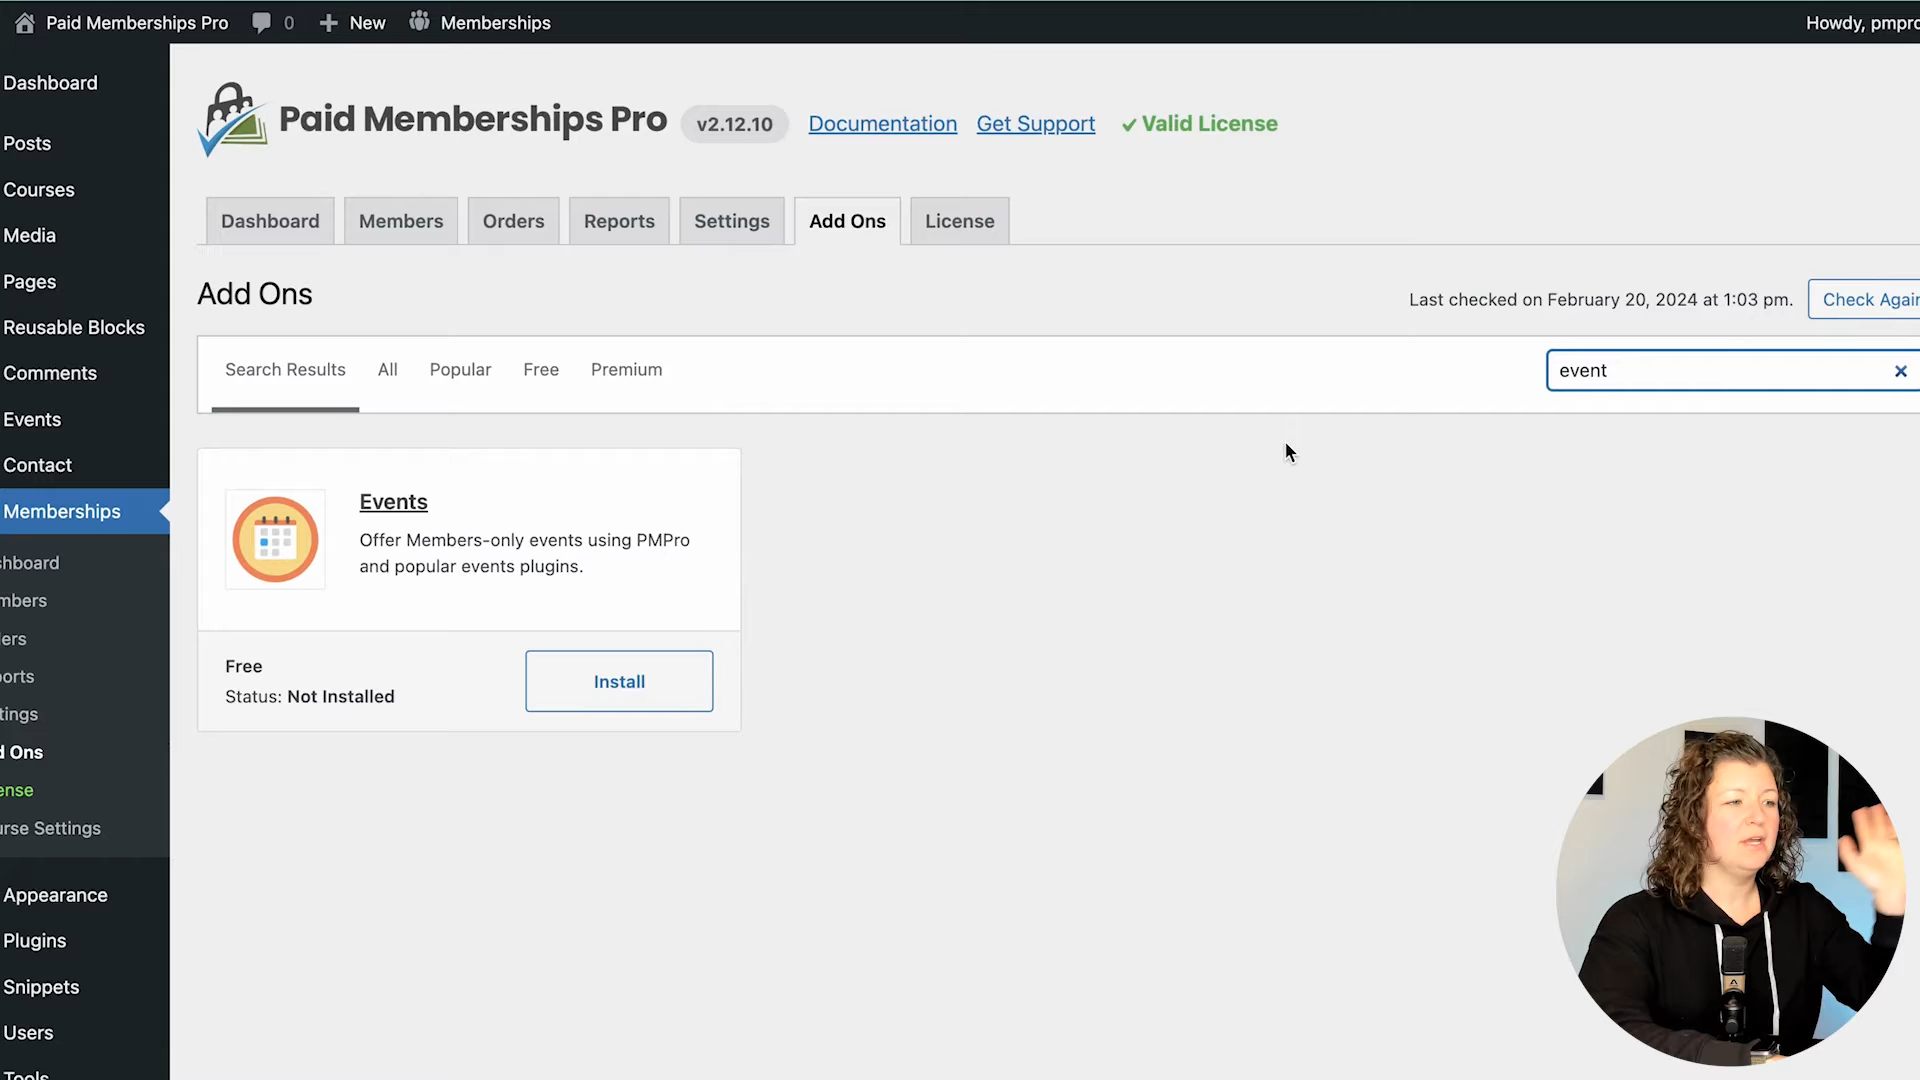 Paid Memberships Pro 0 New Memberships Howdy, pmpro
Dashboard
Posts
Courses
Media
Pages
Reusable Blocks
Comments
Events
Contact
Memberships
shboard
mbers
ers
ports
tings
d Ons
ense
urse Settings
Appearance
Plugins
Snippets
Users
Tools
Paid Memberships Pro v2.12.10 Documentation Get Support Valid License
Dashboard Members Orders Reports Settings Add Ons License
Add Ons
Last checked on February 20, 2024 at 1:03 pm. Check Again
Search Results All Popular Free Premium
event
Events
Offer Members-only events using PMPro
and popular events plugins.
Free
Status: Not Installed
Install